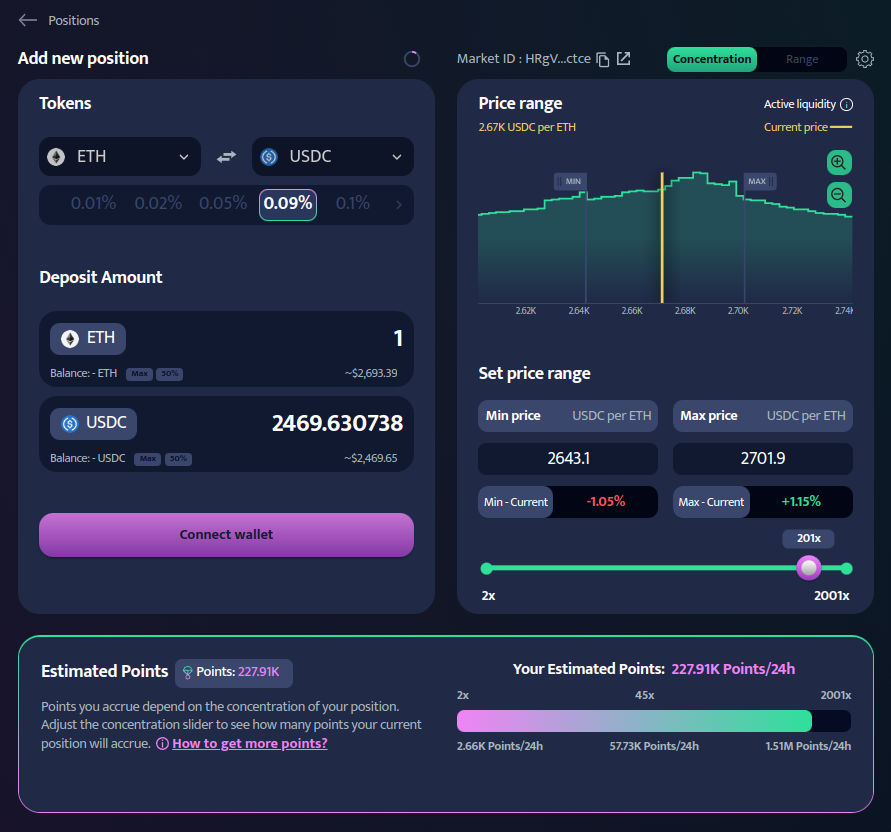 Positions
Add new position
Market ID : HRgV...ctce
Concentration
Range
Tokens
ETH
USDC
0.01% 0.02% 0.05% 0.09% 0.1%
Deposit Amount
ETH
1
Balance: - ETH Max 50%
~$2,693.39
USDC
2469.630738
Balance: - USDC Max 50%
~$2,469.65
Connect wallet
Price range
Active liquidity
2.67K USDC per ETH
Current price
MIN
MAX
2.62K 2.64K 2.66K 2.68K 2.70K 2.72K 2.74K
Set price range
Min price USDC per ETH
Max price USDC per ETH
2643.1
2701.9
Min - Current -1.05%
Max - Current +1.15%
201x
2x
2001x
Estimated Points
Points: 227.91K
Points you accrue depend on the concentration of your position.
Adjust the concentration slider to see how many points your current
position will accrue. How to get more points?
Your Estimated Points: 227.91K Points/24h
2x 45x 2001x
2.66K Points/24h 57.73K Points/24h 1.51M Points/24h